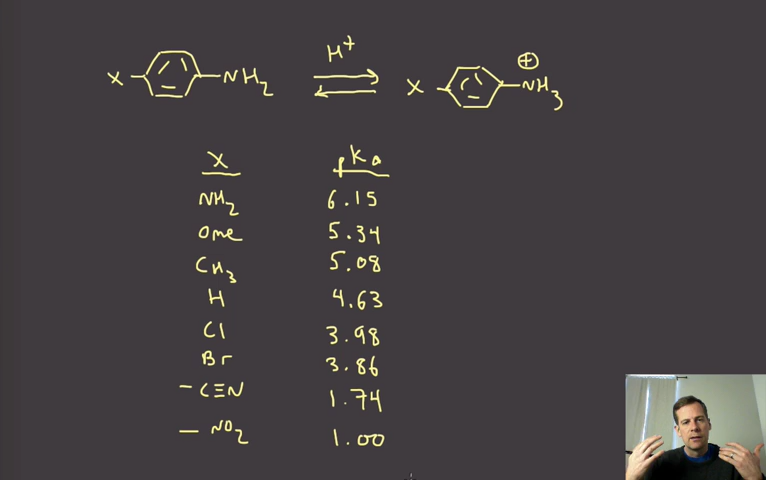 X-NH₂ H⁺ X-NH₃ ⊕
X pKa
NH₂ 6.15
OMe 5.34
CH₃ 5.08
H 4.63
Cl 3.98
Br 3.86
-C≡N 1.74
-NO₂ 1.00